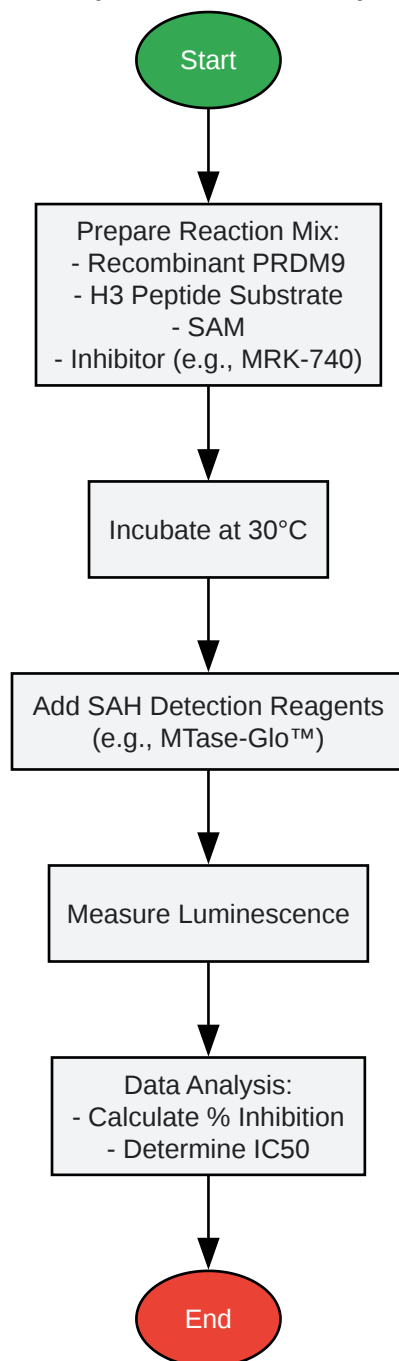 Start
Prepare Reaction Mix:
- Recombinant PRDM9
- H3 Peptide Substrate
- SAM
- Inhibitor (e.g., MRK-740)
Incubate at 30°C
Add SAH Detection Reagents
(e.g., MTase-Glo™)
Measure Luminescence
Data Analysis:
- Calculate % Inhibition
- Determine IC50
End